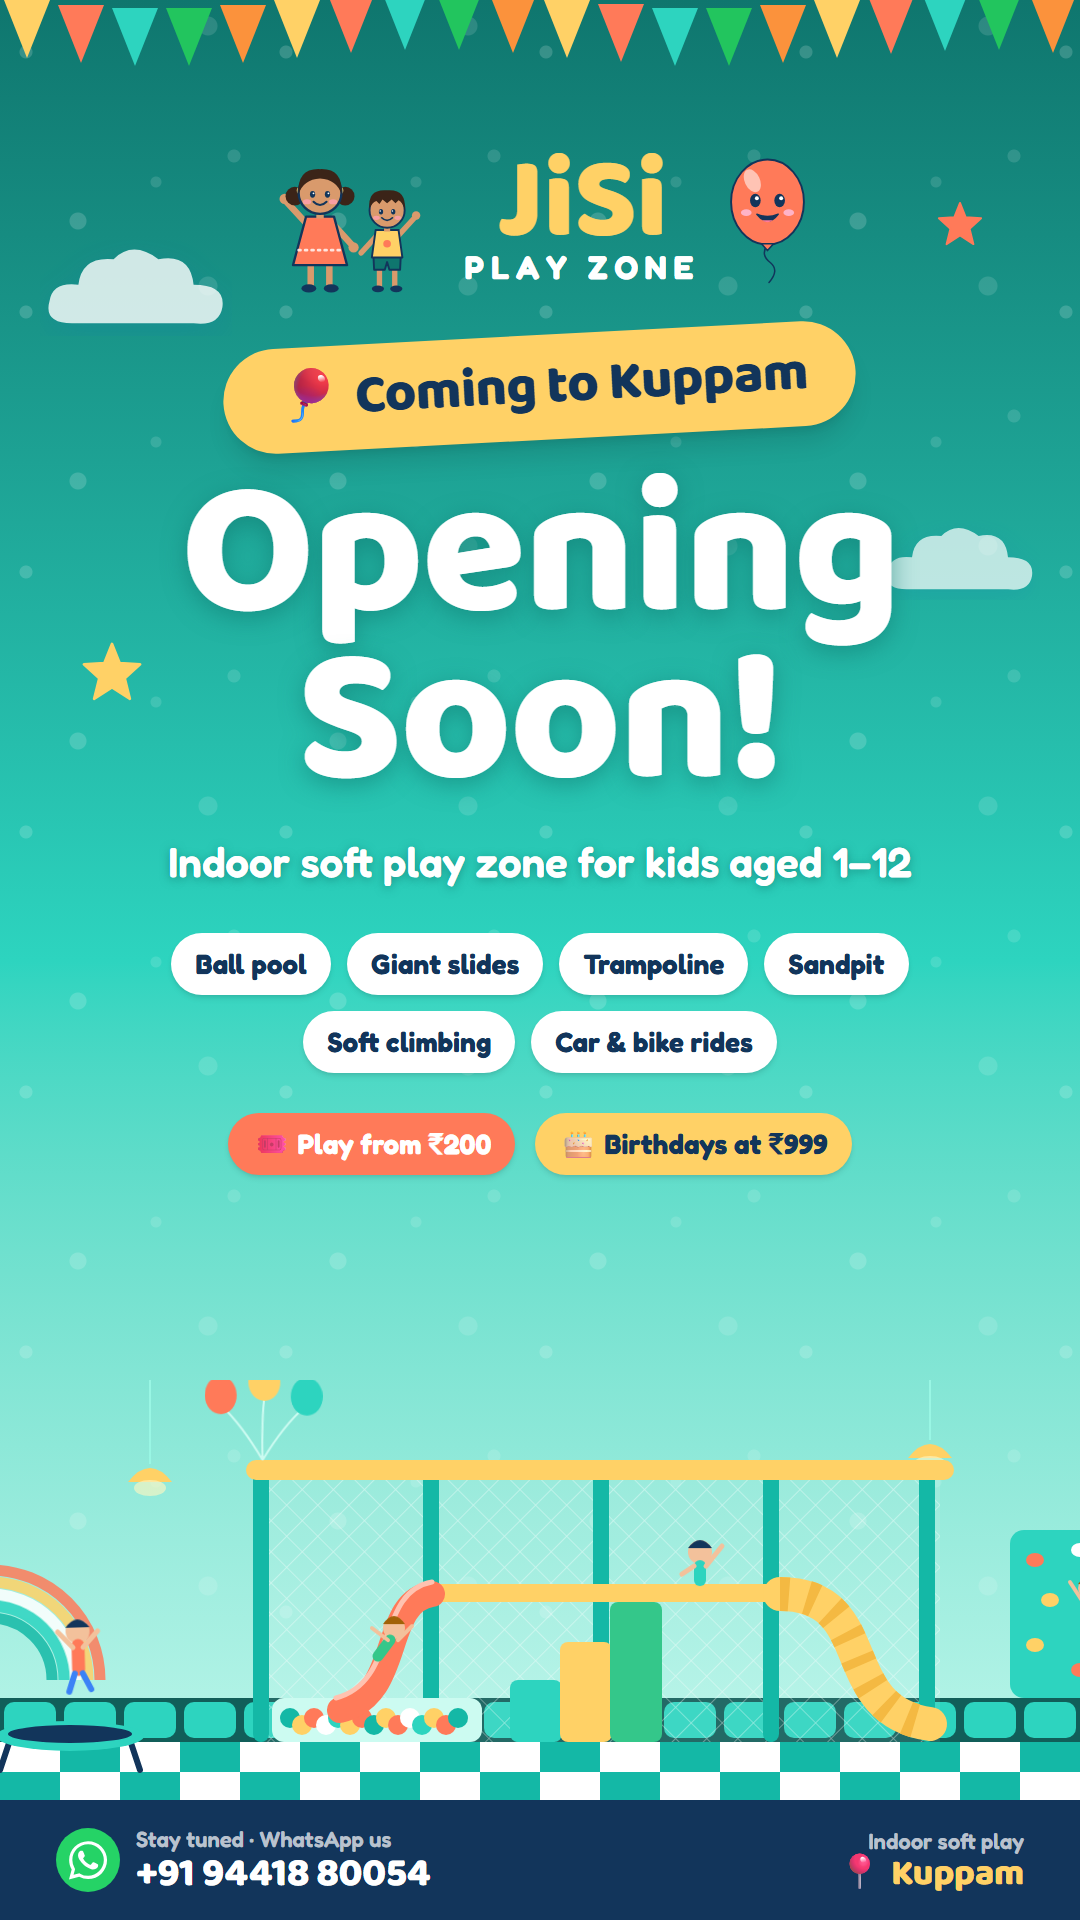 JiSi
PLAY ZONE
Coming to Kuppam
Opening
Soon!
Indoor soft play zone for kids aged 1–12
Ball pool
Giant slides
Trampoline
Sandpit
Soft climbing
Car & bike rides
Play from ₹200
Birthdays at ₹999
Stay tuned · WhatsApp us
+91 94418 80054
Indoor soft play
Kuppam